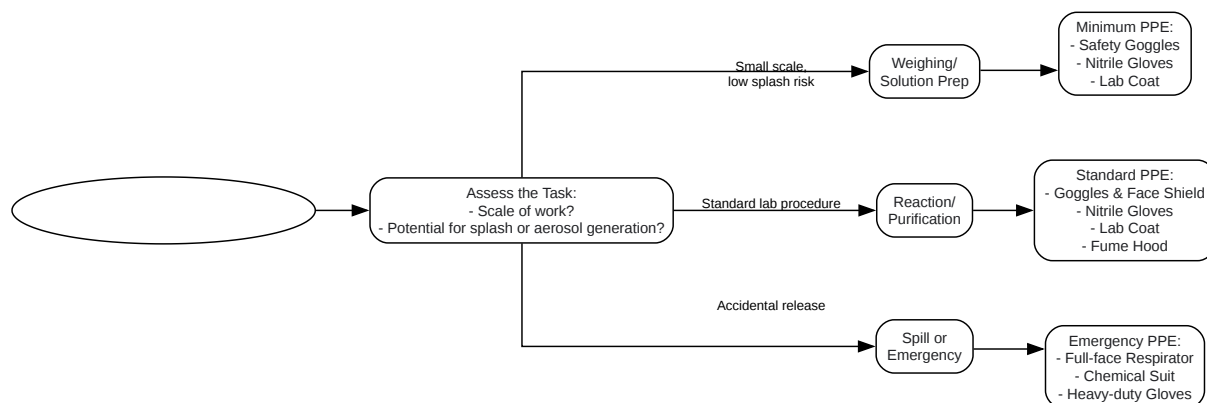 Assess the Task:
- Scale of work?
- Potential for splash or aerosol generation?
Small scale,
low splash risk
Weighing/
Solution Prep
Minimum PPE:
- Safety Goggles
- Nitrile Gloves
- Lab Coat
Standard lab procedure
Reaction/
Purification
Standard PPE:
- Goggles & Face Shield
- Nitrile Gloves
- Lab Coat
- Fume Hood
Accidental release
Spill or
Emergency
Emergency PPE:
- Full-face Respirator
- Chemical Suit
- Heavy-duty Gloves